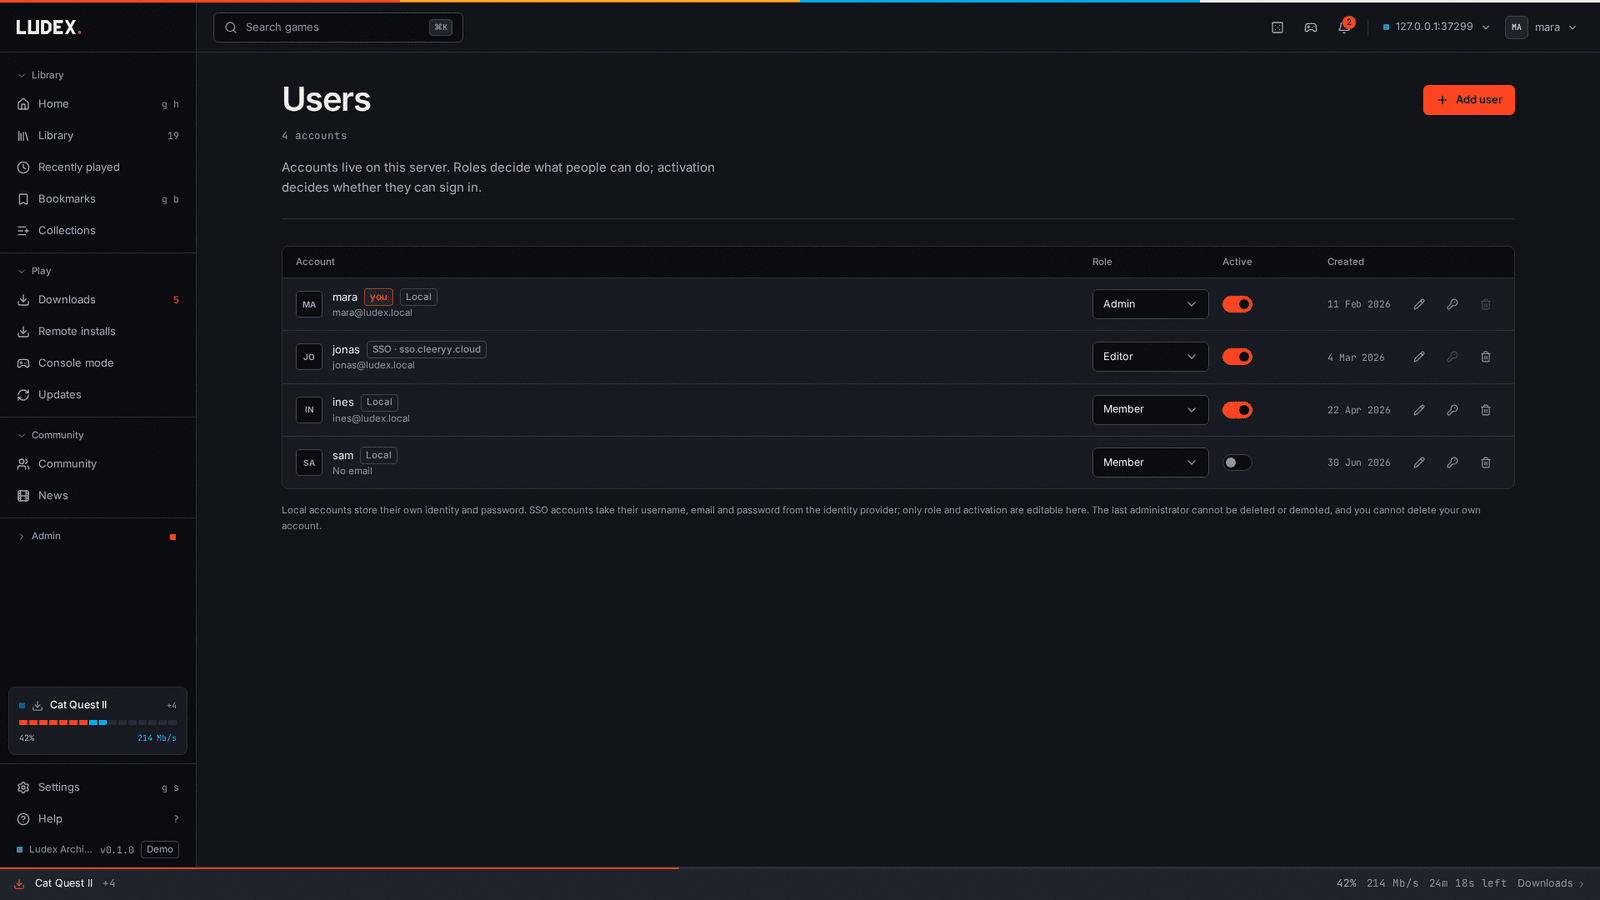 LUDEX.
Search games
⌘K
2
127.0.0.1:37299
MA
mara
Library
Home
g h
Library
19
Recently played
Bookmarks
g b
Collections
Play
Downloads
5
Remote installs
Console mode
Updates
Community
Community
News
Admin
Cat Quest II
+4
42%
214 Mb/s
Settings
g s
Help
?
Ludex Archi...
v0.1.0
Demo
Users
4 accounts
Add user
Accounts live on this server. Roles decide what people can do; activation
decides whether they can sign in.
Account
Role
Active
Created
MA
mara
you
Local
mara@ludex.local
Admin
11 Feb 2026
JO
jonas
SSO · sso.cleeryy.cloud
jonas@ludex.local
Editor
4 Mar 2026
IN
ines
Local
ines@ludex.local
Member
22 Apr 2026
SA
sam
Local
No email
Member
30 Jun 2026
Local accounts store their own identity and password. SSO accounts take their username, email and password from the identity provider; only role and activation are editable here. The last administrator cannot be deleted or demoted, and you cannot delete your own
account.
Cat Quest II
+4
42%
214 Mb/s
24m 18s left
Downloads